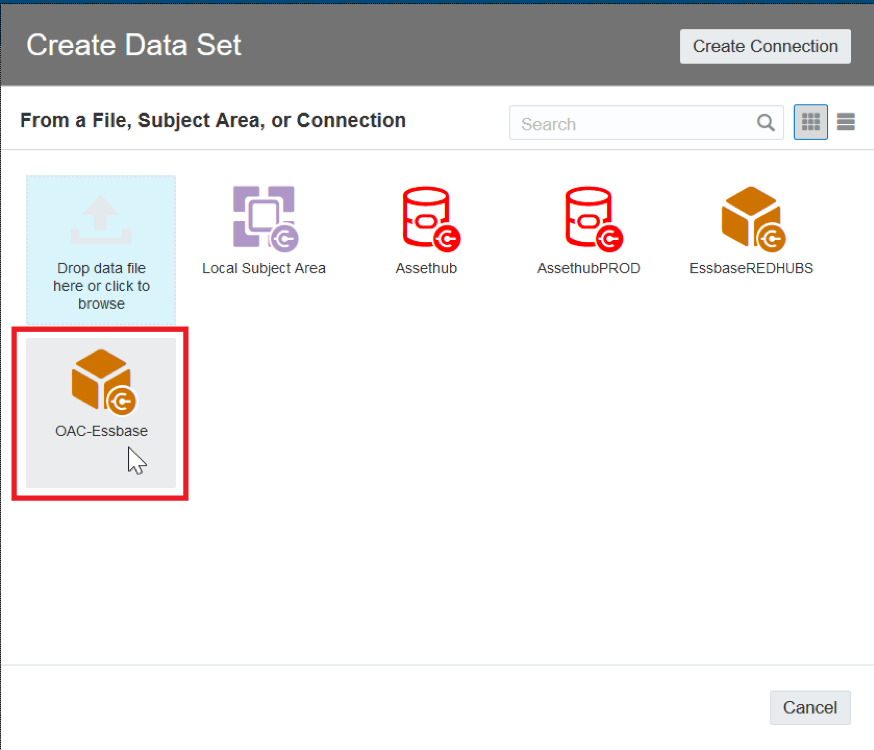 Create Data Set
Create Connection
From a File, Subject Area, or Connection
Search
Drop data file
here or click to
browse
Local Subject Area
Assethub
AssethubPROD
EssbaseREDHUBS
OAC-Essbase
Cancel